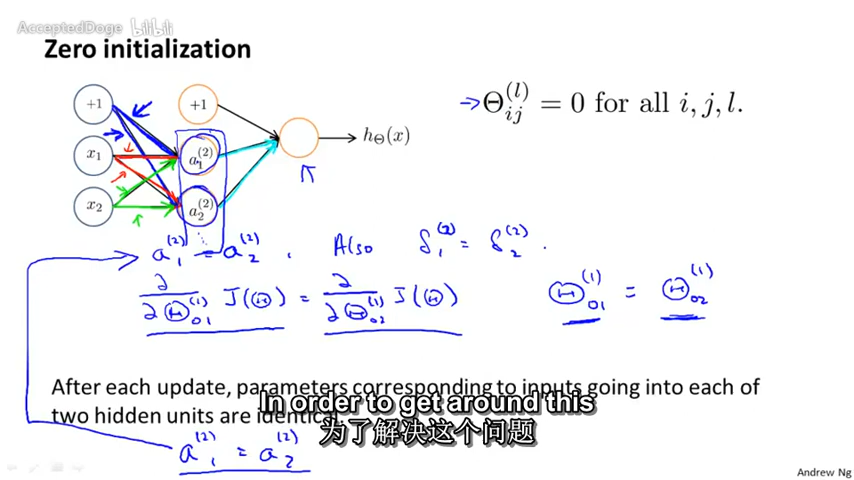 AcceptedDoge bilibili
Zero initialization
+1 +1
x₁ a₁⁽²⁾ h_Θ(x)
x₂ a₂⁽²⁾
→ Θᵢⱼ⁽ˡ⁾ = 0 for all i, j, l.
a₁⁽²⁾ = a₂⁽²⁾. Also δ₁⁽²⁾ = δ₂⁽²⁾.
∂/∂Θ₀₁⁽¹⁾ J(Θ) = ∂/∂Θ₀₂⁽¹⁾ J(Θ) Θ₀₁⁽¹⁾ = Θ₀₂⁽¹⁾
After each update, parameters corresponding to inputs going into each of
two hidden units are identical
In order to get around this
为了解决这个问题
a₁⁽²⁾ = a₂⁽²⁾
Andrew Ng